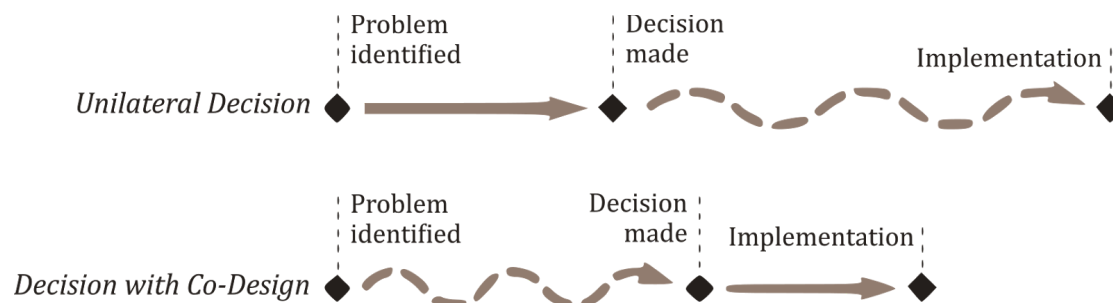 Problem
identified
Decision
made
Implementation
Unilateral Decision
Problem
identified
Decision
made
Implementation
Decision with Co-Design